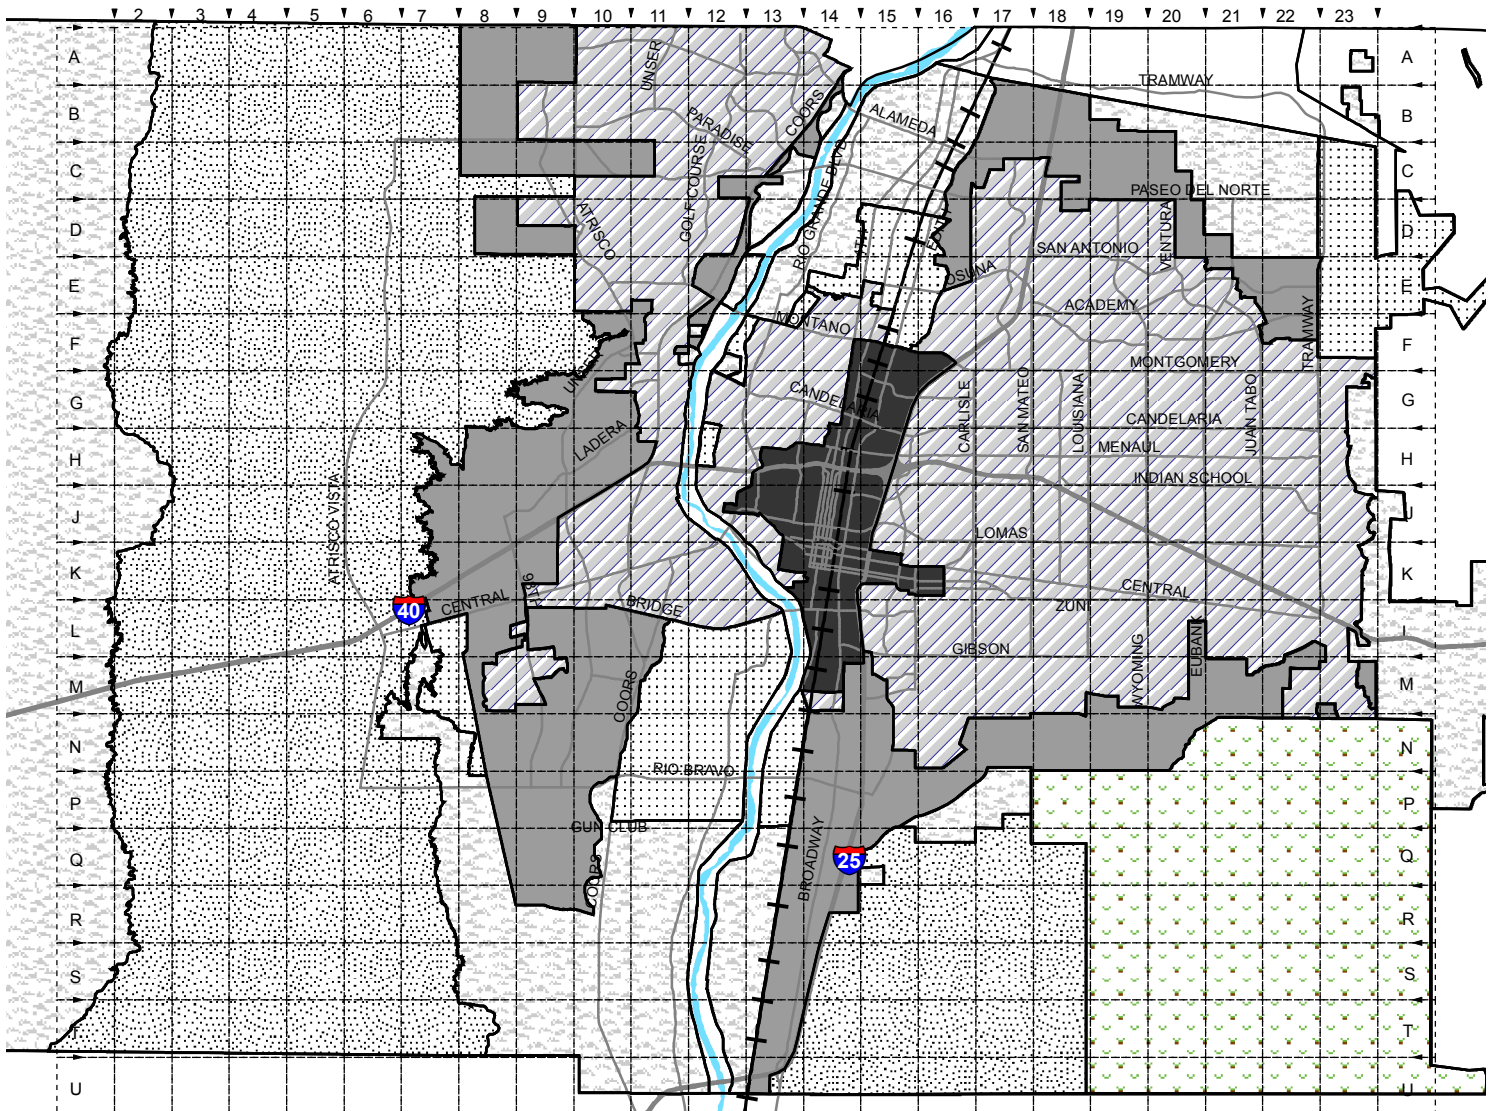 2 3 4 5 6 7 8 9 10 11 12 13 14 15 16 17 18 19 20 21 22 23
A UNSER TRAMWAY A
B PARADISE COORS ALAMEDA B
C GOLF COURSE RIO GRANDE BLVD PASEO DEL NORTE C
D ATRISCO 4TH SAN ANTONIO VENTURA D
E OSUNA ACADEMY E
MONTANO TRAMWAY
F MONTGOMERY F
G CANDELARIA CARLISLE SAN MATEO LOUISIANA CANDELARIA JUAN TABO G
LADERA MENAUL
H INDIAN SCHOOL H
J ATRISCO VISTA LOMAS J
K 98TH CENTRAL K
40 CENTRAL BRIDGE ZUNI
L GIBSON WYOMING EUBANK L
M COORS M
N RIO BRAVO N
P P
GUN CLUB
Q COORS BROADWAY 25 Q
R R
S S
T T
U U